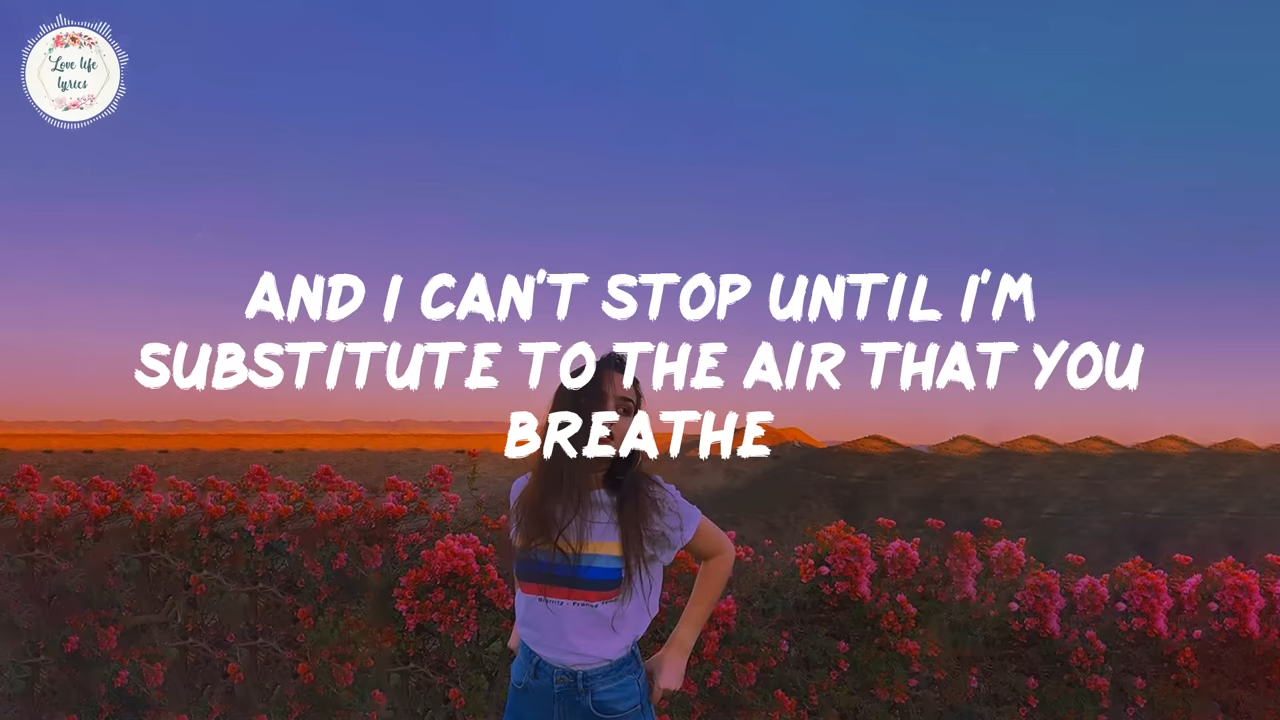 Love life
lyrics
AND I CAN'T STOP UNTIL I'M
SUBSTITUTE TO THE AIR THAT YOU
BREATHE